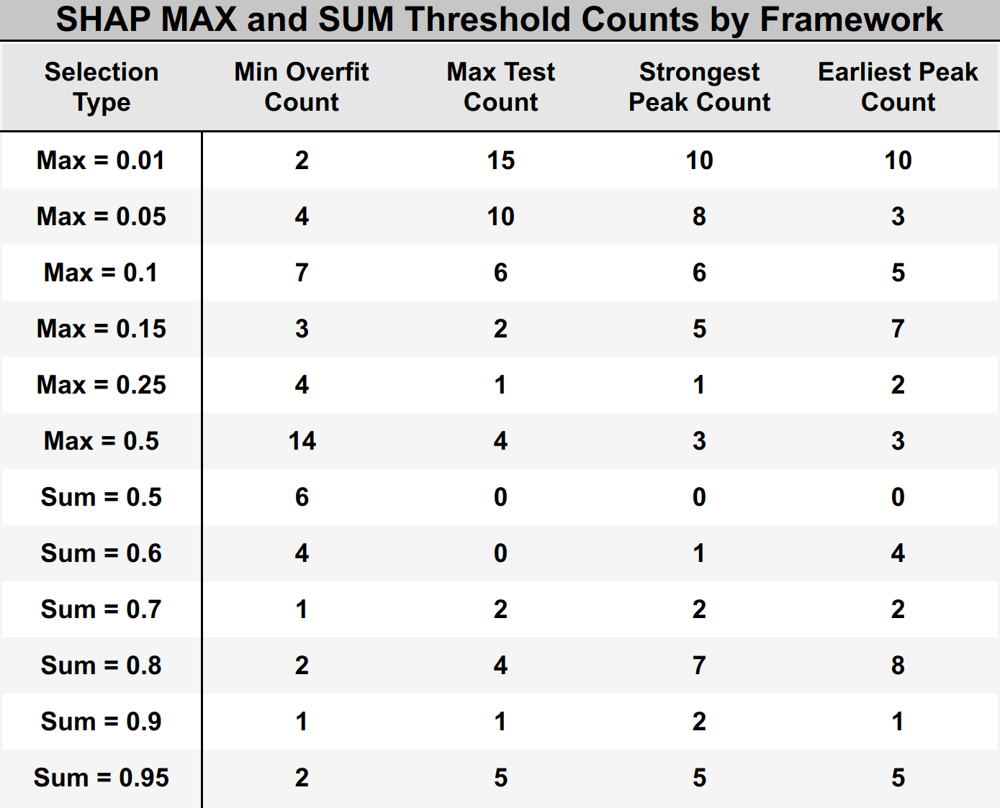 SHAP MAX and SUM Threshold Counts by Framework
Selection Type Min Overfit Count Max Test Count Strongest Peak Count Earliest Peak Count
Max = 0.01 2 15 10 10
Max = 0.05 4 10 8 3
Max = 0.1 7 6 6 5
Max = 0.15 3 2 5 7
Max = 0.25 4 1 1 2
Max = 0.5 14 4 3 3
Sum = 0.5 6 0 0 0
Sum = 0.6 4 0 1 4
Sum = 0.7 1 2 2 2
Sum = 0.8 2 4 7 8
Sum = 0.9 1 1 2 1
Sum = 0.95 2 5 5 5